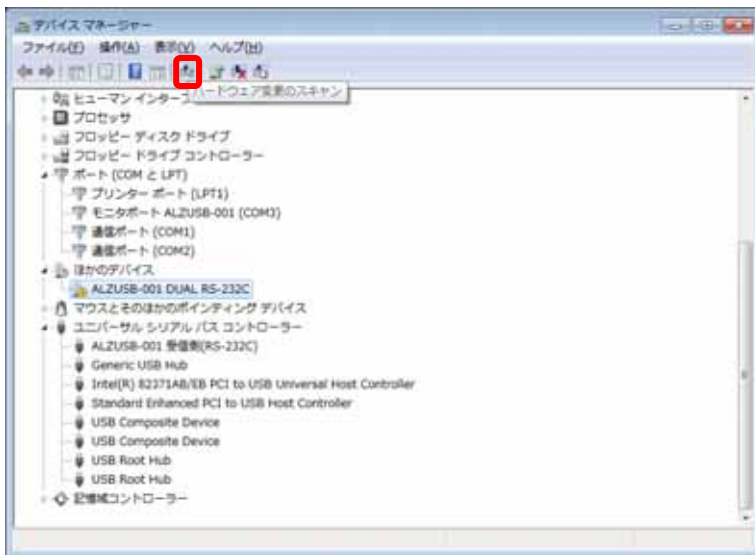 デバイス マネージャー
ファイル(F) 操作(A) 表示(V) ヘルプ(H)
ハードウェア変更のスキャン
ヒューマン インターフ
プロセッサ
フロッピー ディスク ドライブ
フロッピー ドライブ コントローラー
ポート (COM と LPT)
プリンター ポート (LPT1)
モニタポート ALZUSB-001 (COM3)
通信ポート (COM1)
通信ポート (COM2)
ほかのデバイス
ALZUSB-001 DUAL RS-232C
マウスとそのほかのポインティング デバイス
ユニバーサル シリアル バス コントローラー
ALZUSB-001 受信側(RS-232C)
Generic USB Hub
Intel(R) 82371AB/EB PCI to USB Universal Host Controller
Standard Enhanced PCI to USB Host Controller
USB Composite Device
USB Composite Device
USB Root Hub
USB Root Hub
記憶域コントローラー